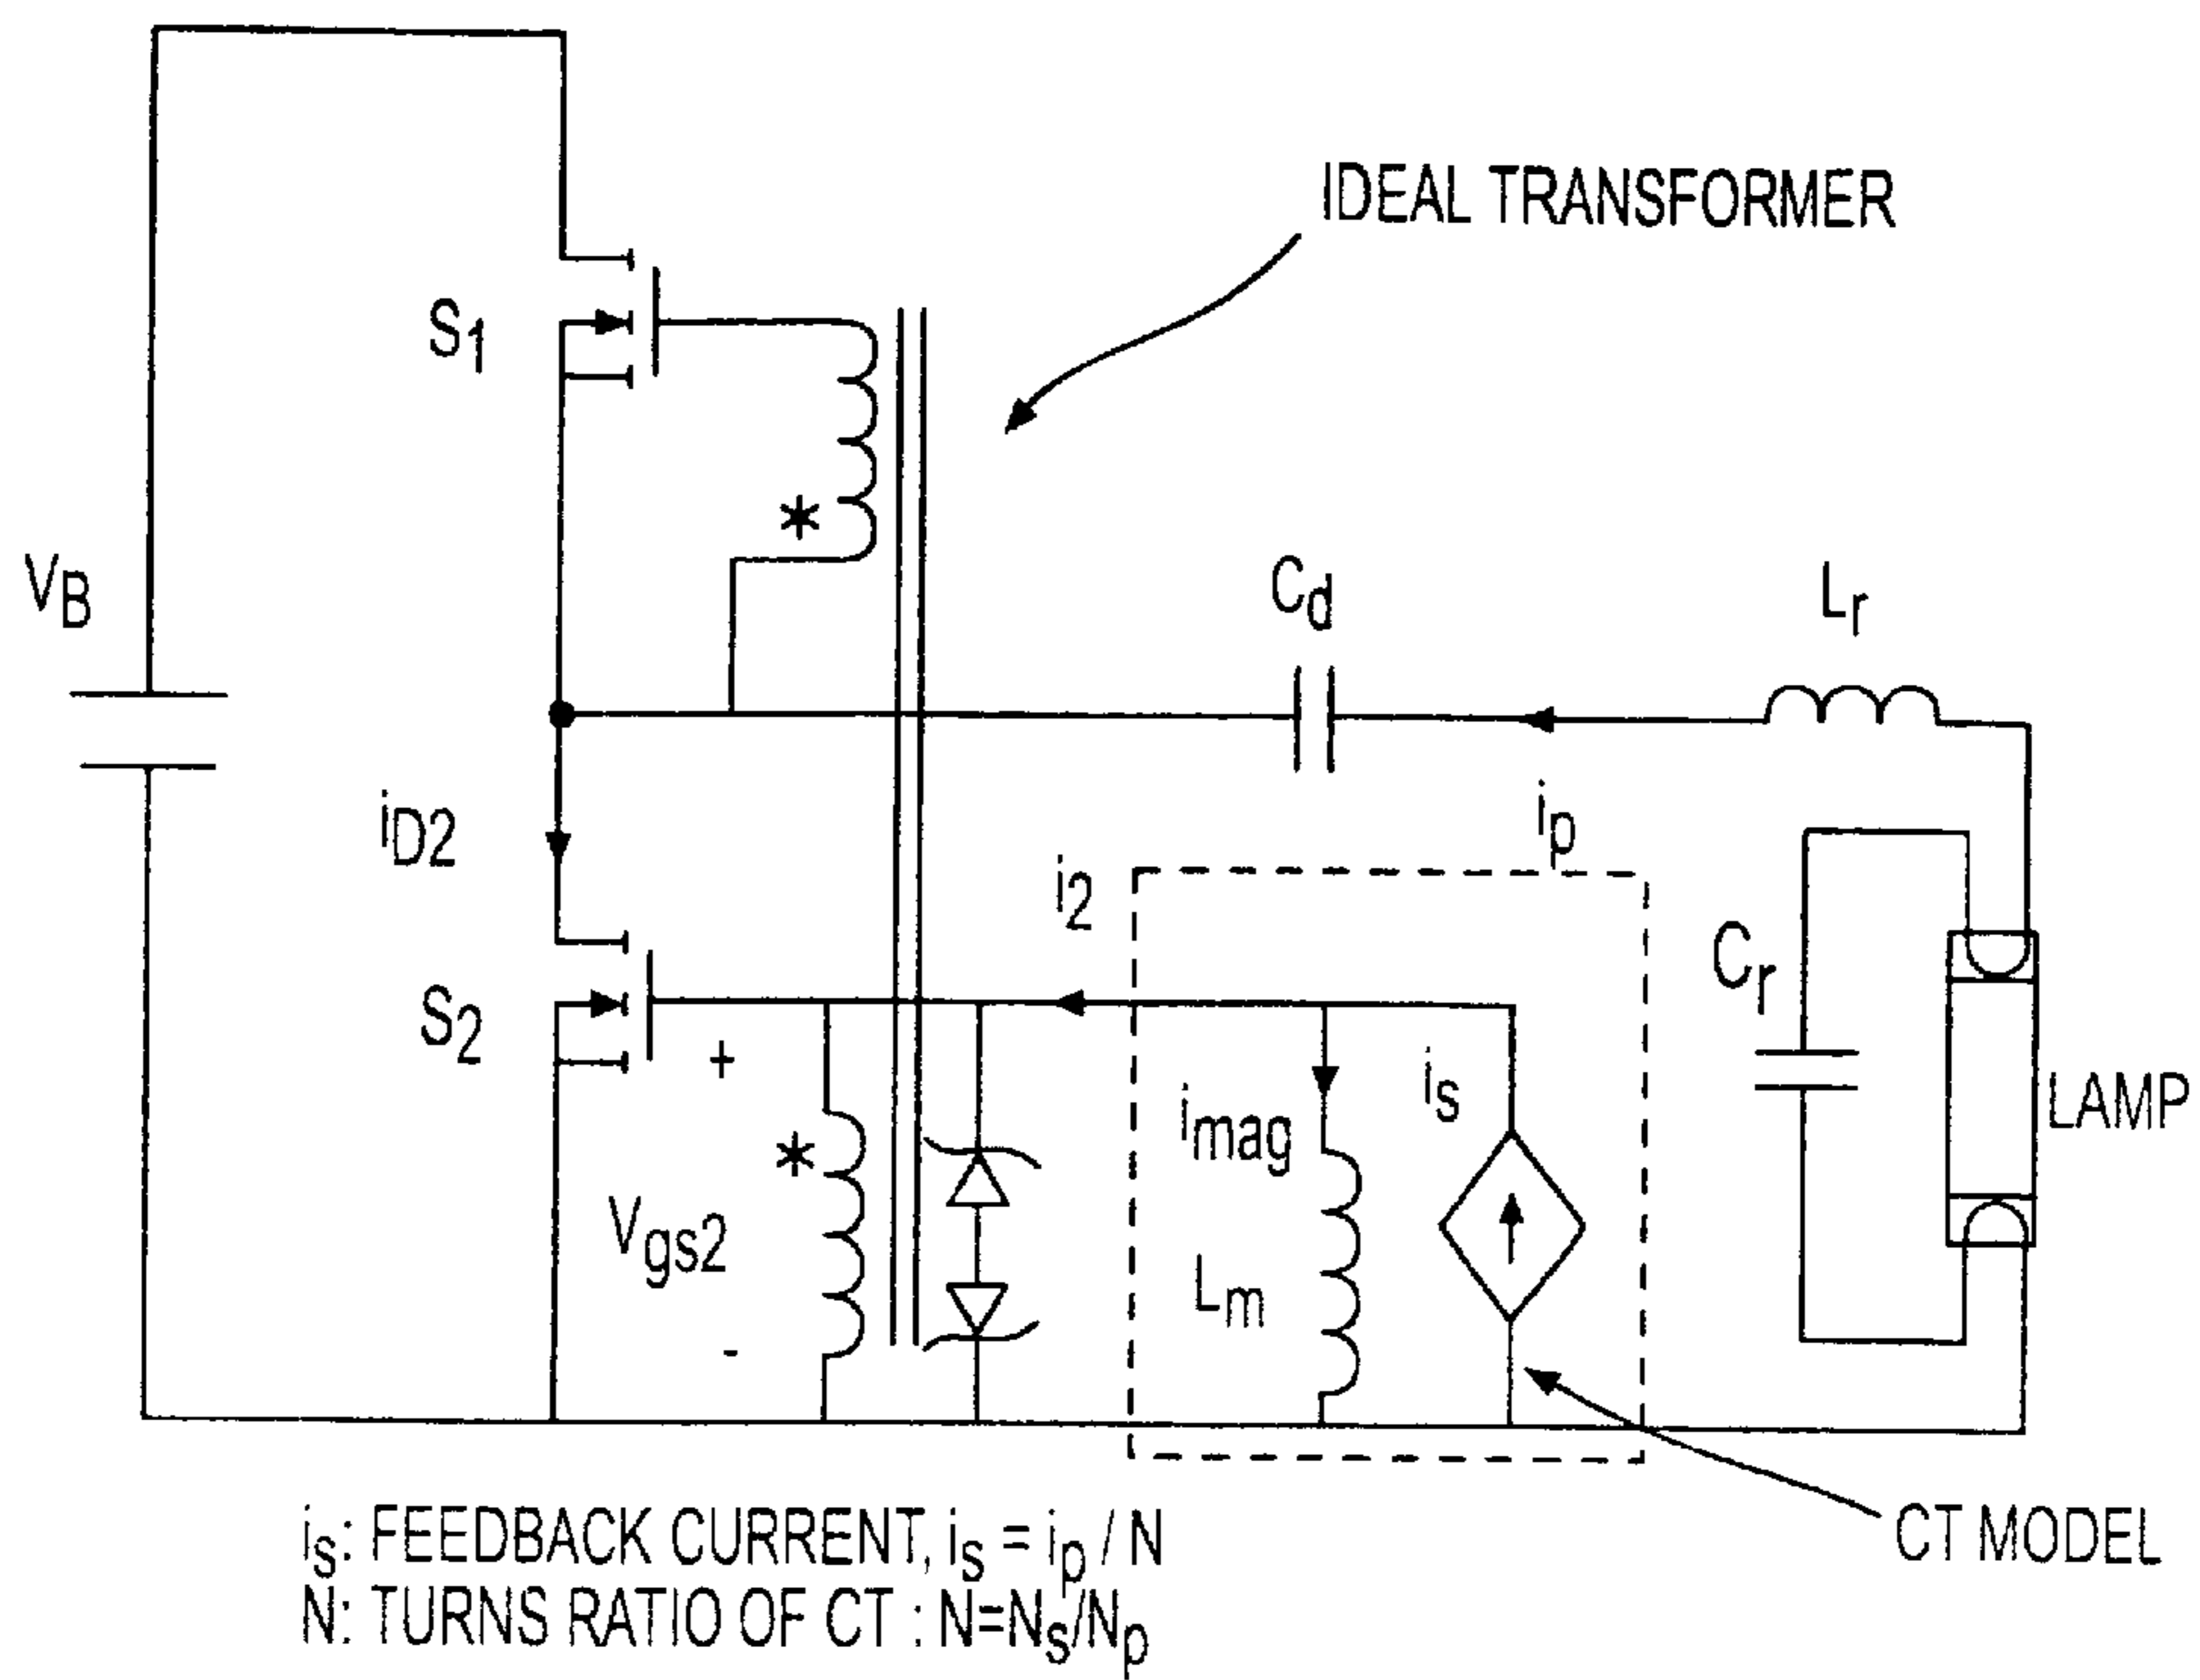 IDEAL TRANSFORMER
S1
*
VB
Cd
Lr
iD2
ip
i2
Cr
S2
+
is
imag
LAMP
*
Vgs2
Lm
-
CT MODEL
is: FEEDBACK CURRENT, is = ip / N
N: TURNS RATIO OF CT : N=Ns/Np